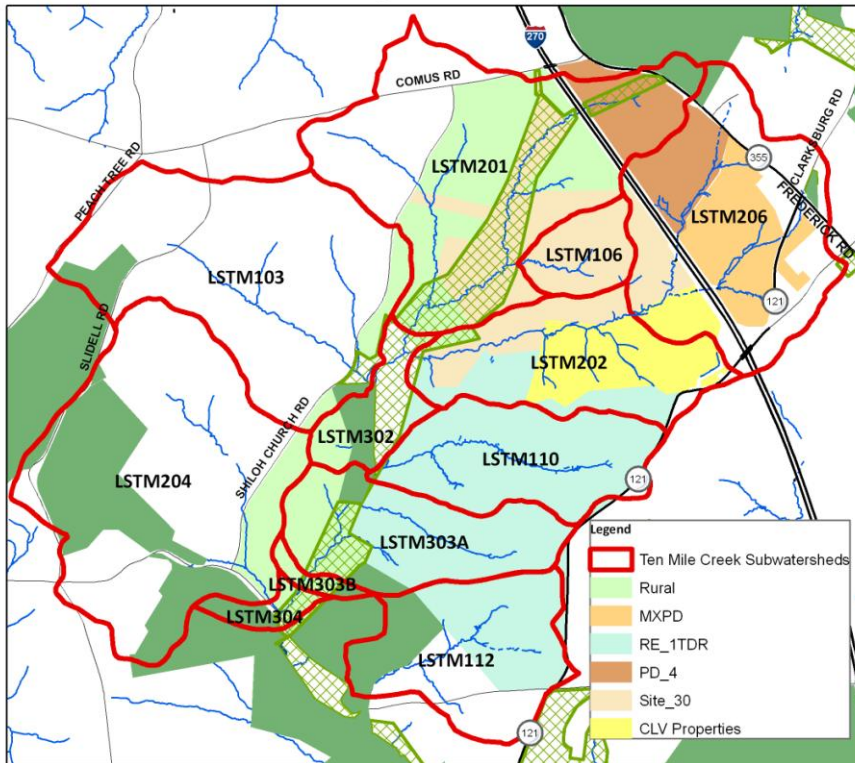 270
COMUS RD
CLARKSBURG RD
355
FREDERICK RD
PEACH TREE RD
LSTM201
LSTM206
LSTM103
LSTM106
121
SLIDELL RD
LSTM202
SHILOH CHURCH RD
LSTM302
LSTM110
LSTM204
121
LSTM303A
LSTM303B
LSTM304
LSTM112
121
Legend
Ten Mile Creek Subwatersheds
Rural
MXPD
RE_1TDR
PD_4
Site_30
CLV Properties